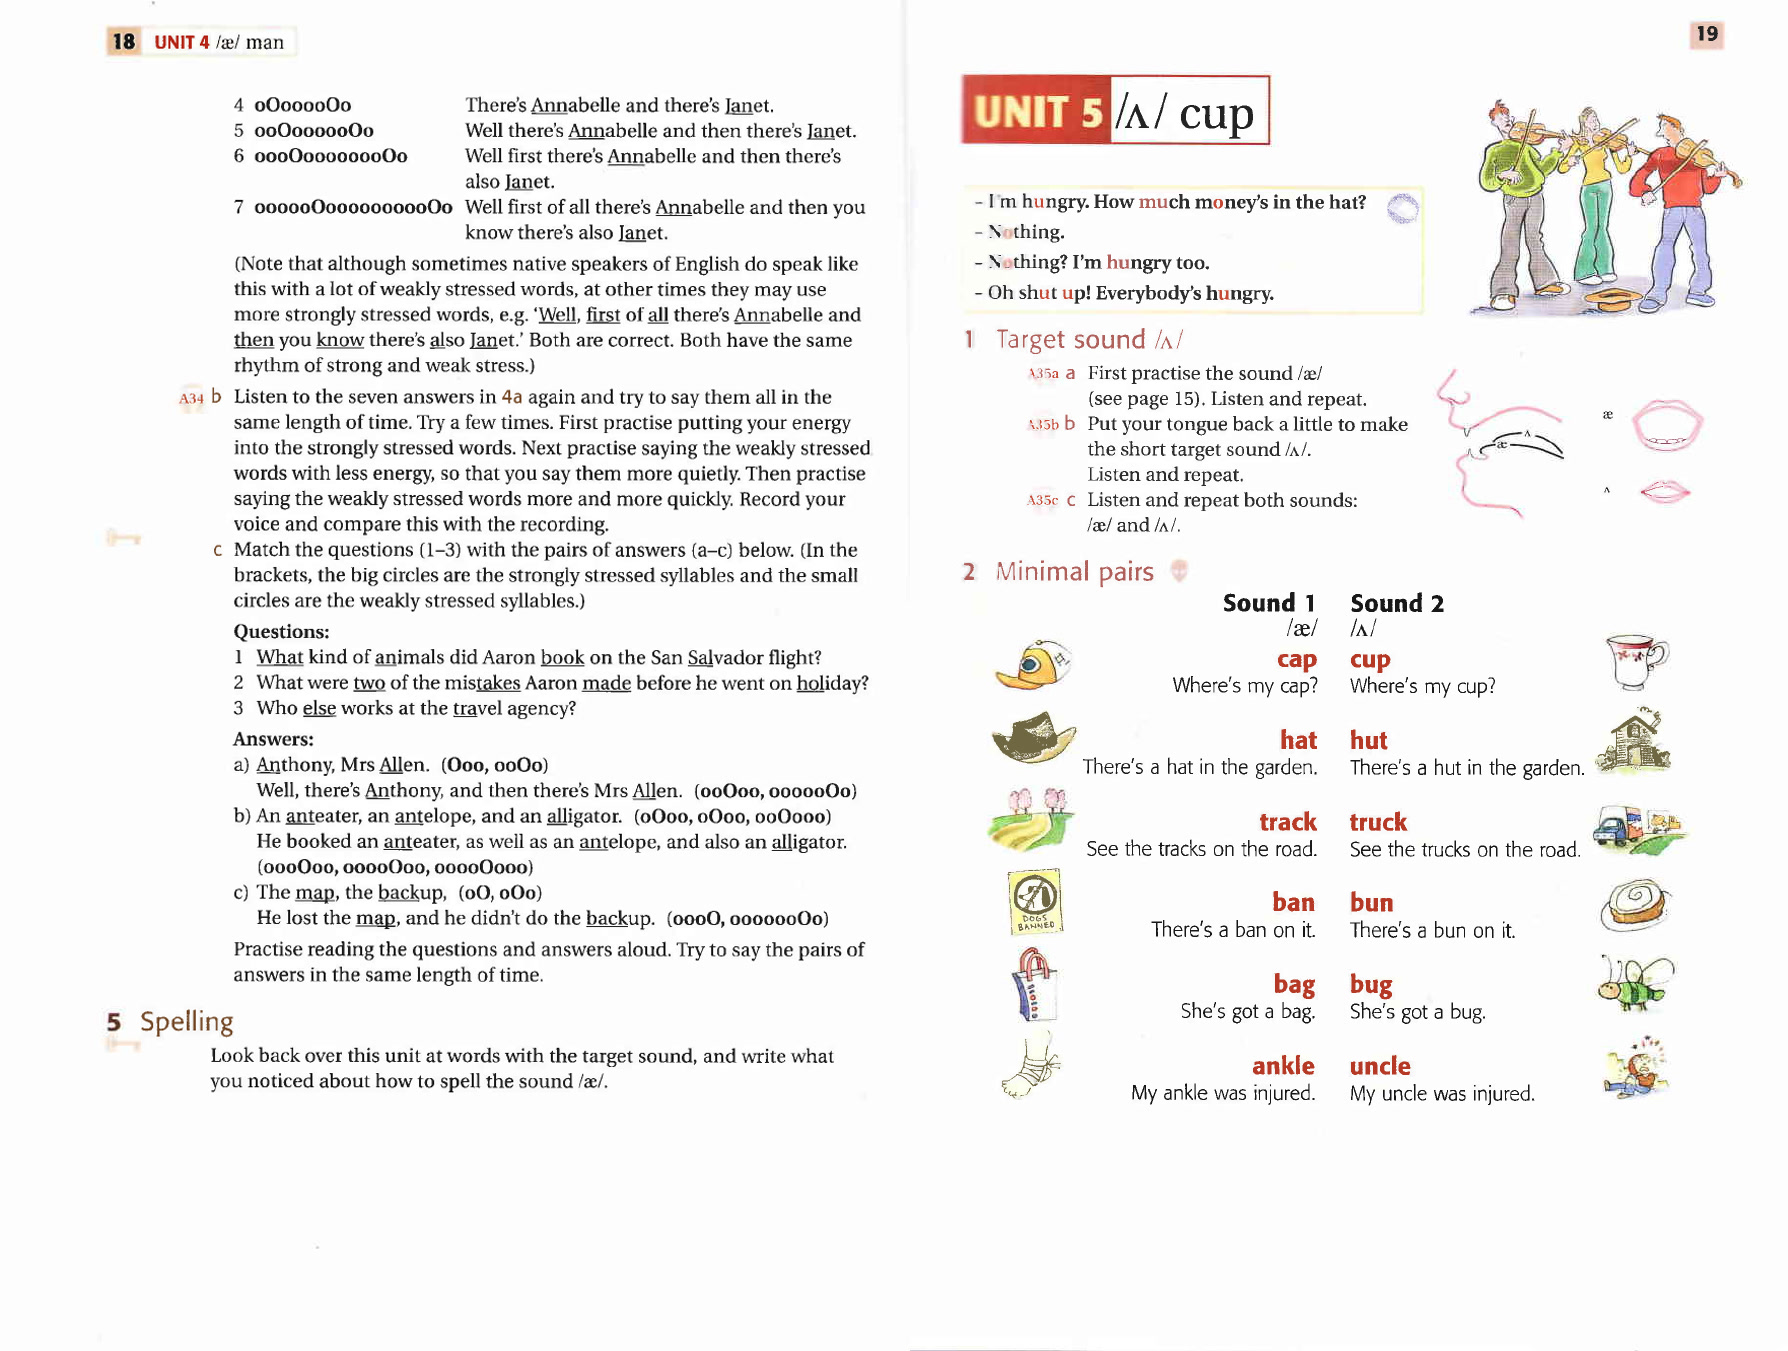 18 UNIT 4 /æ/ man
4 oOooooOo There's Annabelle and there's Janet.
5 ooOoooooOo Well there's Annabelle and then there's Janet.
6 oooOooooooooOo Well first there's Annabelle and then there's
also Janet.
7 oooooOoooooooooOo Well first of all there's Annabelle and then you
know there's also Janet.
(Note that although sometimes native speakers of English do speak like
this with a lot of weakly stressed words, at other times they may use
more strongly stressed words, e.g. 'Well, first of all there's Annabelle and
then you know there's also Janet.' Both are correct. Both have the same
rhythm of strong and weak stress.)
A34 b Listen to the seven answers in 4a again and try to say them all in the
same length of time. Try a few times. First practise putting your energy
into the strongly stressed words. Next practise saying the weakly stressed
words with less energy, so that you say them more quietly. Then practise
saying the weakly stressed words more and more quickly. Record your
voice and compare this with the recording.
c Match the questions (1–3) with the pairs of answers (a–c) below. (In the
brackets, the big circles are the strongly stressed syllables and the small
circles are the weakly stressed syllables.)
Questions:
1 What kind of animals did Aaron book on the San Salvador flight?
2 What were two of the mistakes Aaron made before he went on holiday?
3 Who else works at the travel agency?
Answers:
a) Anthony, Mrs Allen. (Ooo, ooOo)
Well, there's Anthony, and then there's Mrs Allen. (ooOoo, oooooOo)
b) An anteater, an antelope, and an alligator. (oOoo, oOoo, ooOooo)
He booked an anteater, as well as an antelope, and also an alligator.
(oooOoo, ooooOoo, ooooOooo)
c) The map, the backup, (oO, oOo)
He lost the map, and he didn't do the backup. (oooO, ooooooOo)
Practise reading the questions and answers aloud. Try to say the pairs of
answers in the same length of time.
5 Spelling
Look back over this unit at words with the target sound, and write what
you noticed about how to spell the sound /æ/.
19
UNIT 5 /ʌ/ cup
– I'm hungry. How much money's in the hat?
– Nothing.
– Nothing? I'm hungry too.
– Oh shut up! Everybody's hungry.
1 Target sound /ʌ/
A35a a First practise the sound /æ/
(see page 15). Listen and repeat.
A35b b Put your tongue back a little to make
the short target sound /ʌ/.
Listen and repeat.
A35c c Listen and repeat both sounds:
/æ/ and /ʌ/.
æ ʌ
æ
ʌ
2 Minimal pairs
Sound 1 Sound 2
/æ/ /ʌ/
cap cup
Where's my cap? Where's my cup?
hat hut
There's a hat in the garden. There's a hut in the garden.
track truck
See the tracks on the road. See the trucks on the road.
ban bun
There's a ban on it. There's a bun on it.
DOGS
BANNED
bag bug
She's got a bag. She's got a bug.
ankle uncle
My ankle was injured. My uncle was injured.